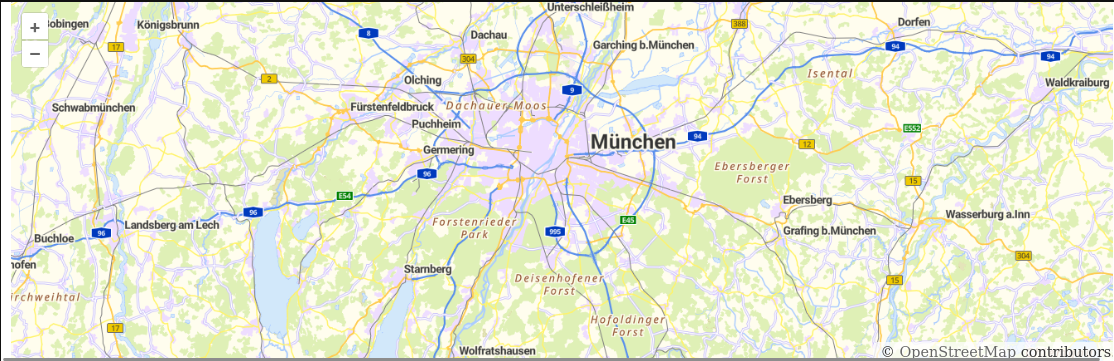 Unterschleißheim
+
Bobingen
Königsbrunn
Dorfen
388
8
Dachau
17
Garching b.München
94
94
304
Isental
2
Olching
Waldkraiburg
9
Schwabmünchen
Fürstenfeldbruck
Dachauer Moos
Puchheim
E552
94
München
12
Germering
96
Ebersberger
Forst
15
E54
Ebersberg
96
Wasserburg a.Inn
Landsberg am Lech
Forstenrieder
Park
E45
96
995
Grafing b.München
Buchloe
304
hofen
Starnberg
Deisenhofener
Forst
15
irchweihtal
Hofoldinger
Forst
17
Wolfratshausen
© OpenStreetMap contributors